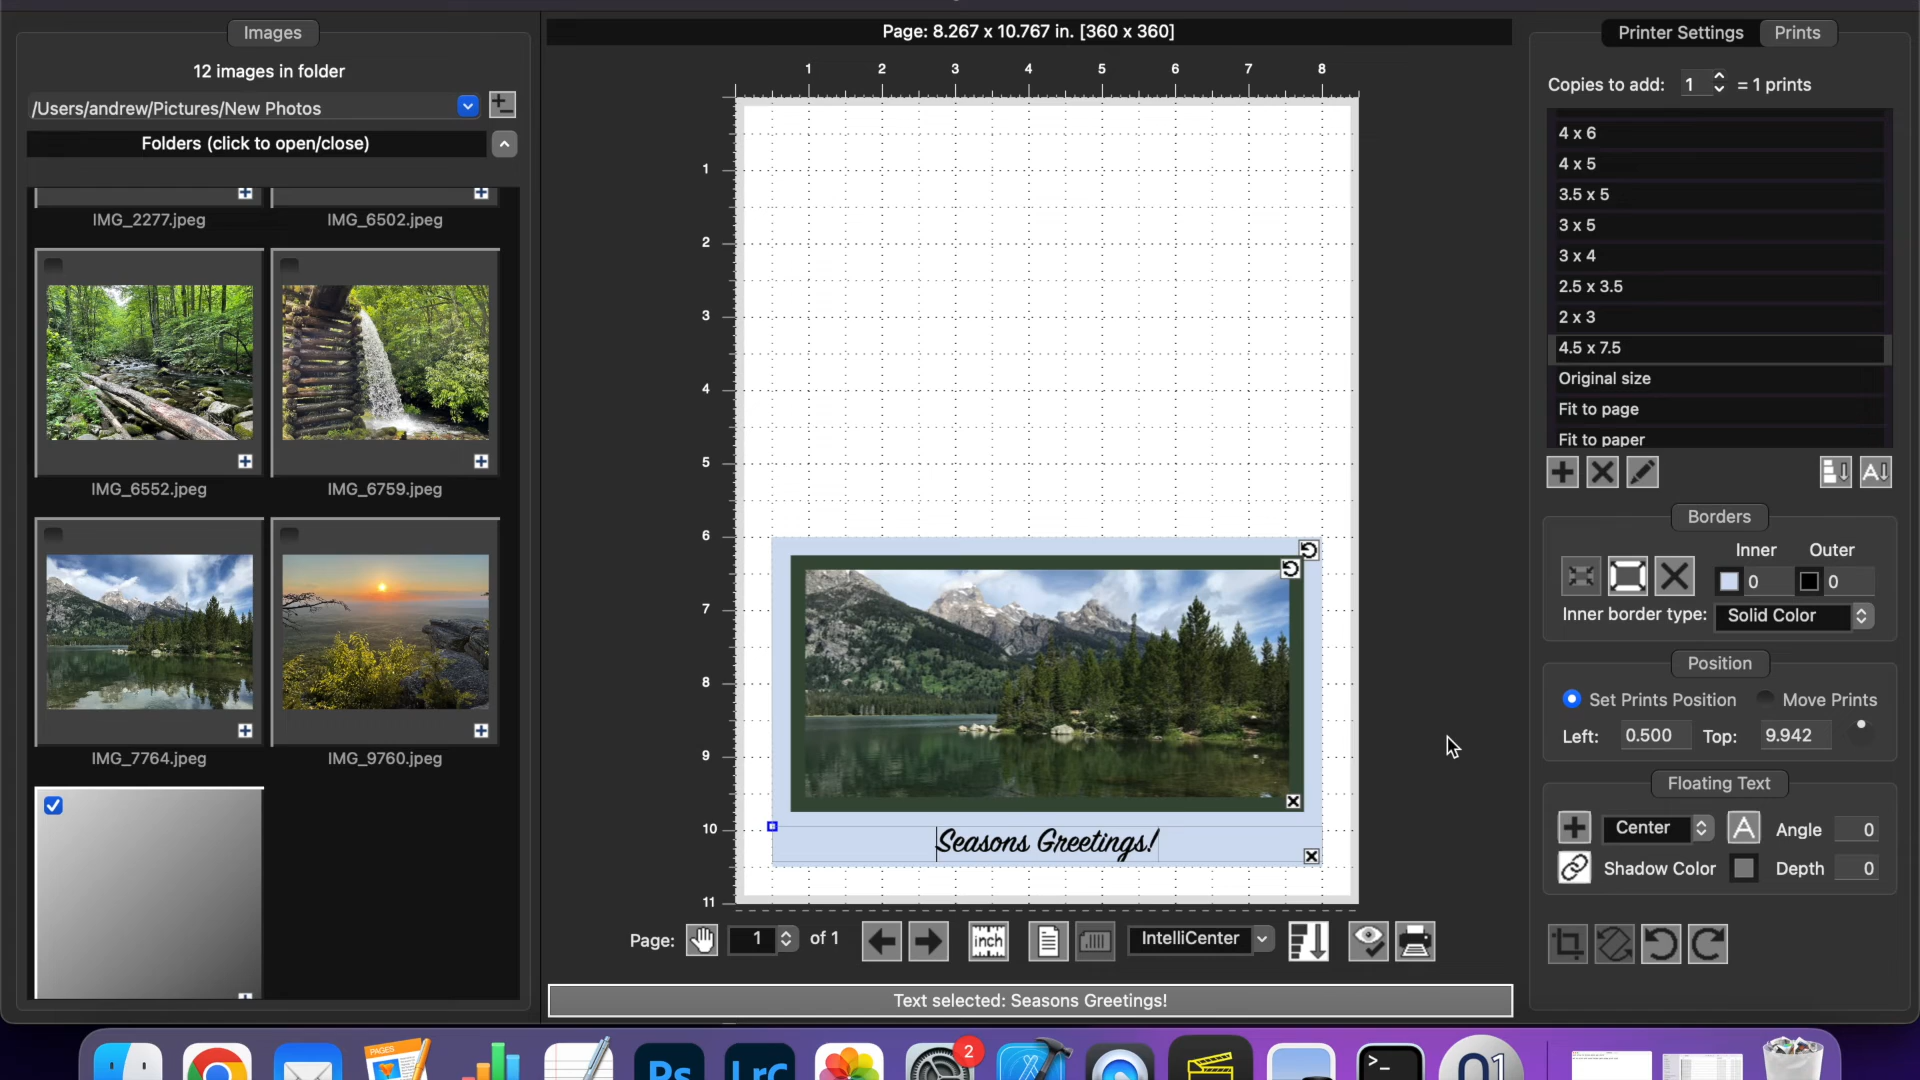 Images
12 images in folder
/Users/andrew/Pictures/New Photos
Folders (click to open/close)
IMG_2277.jpeg
IMG_6502.jpeg
IMG_6552.jpeg
IMG_6759.jpeg
IMG_7764.jpeg
IMG_9760.jpeg
Page: 8.267 x 10.767 in. [360 x 360]
1 2 3 4 5 6 7 8
1
2
3
4
5
6
7
8
9
10
11
Seasons Greetings!
Page: 1 of 1 inch IntelliCenter
Text selected: Seasons Greetings!
Printer Settings Prints
Copies to add: 1 = 1 prints
4 x 6
4 x 5
3.5 x 5
3 x 5
3 x 4
2.5 x 3.5
2 x 3
4.5 x 7.5
Original size
Fit to page
Fit to paper
A
Borders
Inner Outer
0 0
Inner border type: Solid Color
Position
Set Prints Position Move Prints
Left: 0.500 Top: 9.942
Floating Text
Center A Angle 0
Shadow Color Depth 0
PAGES Ps LrC 2 >_ 01